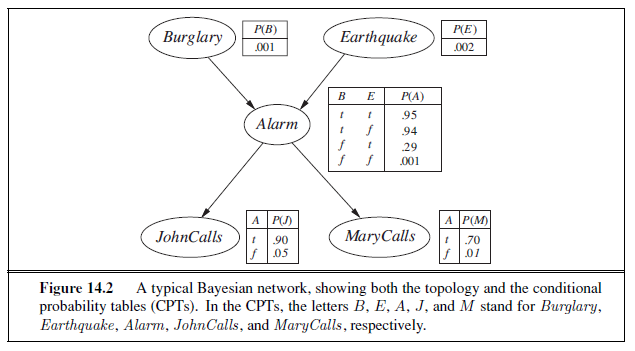 Burglary
P(B)
.001
Earthquake
P(E)
.002
Alarm
B E P(A)
t t .95
t f .94
f t .29
f f .001
JohnCalls
A P(J)
t .90
f .05
MaryCalls
A P(M)
t .70
f .01
Figure 14.2 A typical Bayesian network, showing both the topology and the conditional
probability tables (CPTs). In the CPTs, the letters B, E, A, J, and M stand for Burglary,
Earthquake, Alarm, JohnCalls, and MaryCalls, respectively.